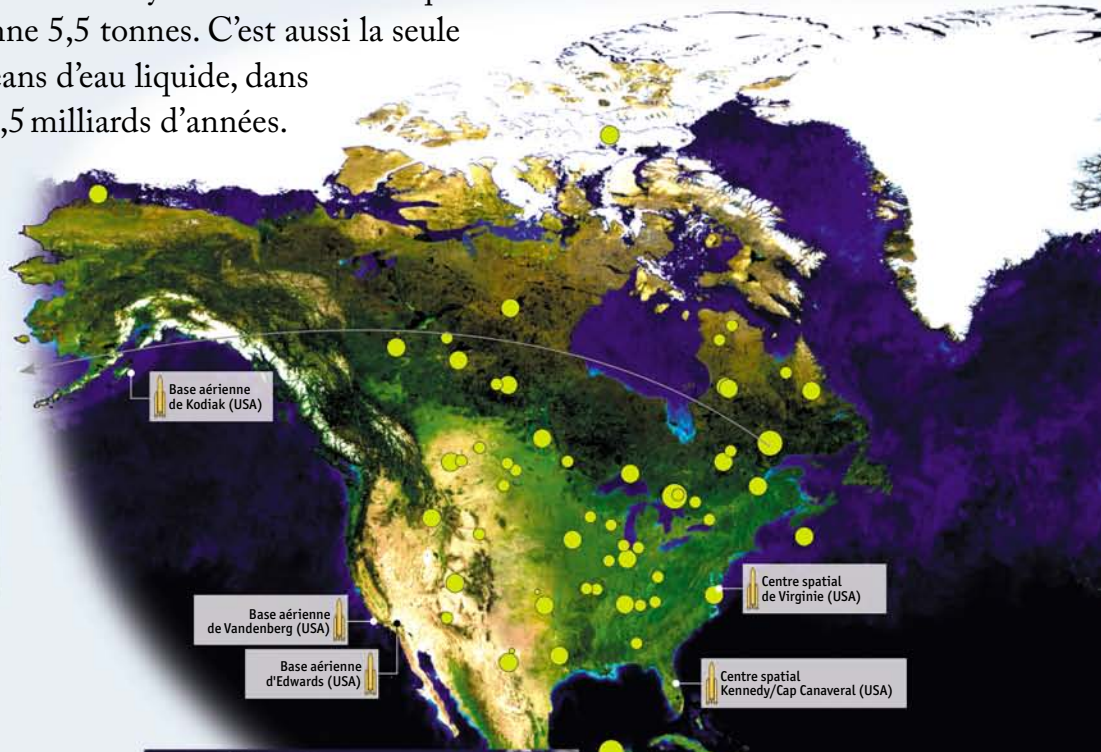 nne 5,5 tonnes. C’est aussi la seule
ans d’eau liquide, dans
,5 milliards d’années.
Base aérienne
de Kodiak (USA)
Base aérienne
de Vandenberg (USA)
Base aérienne
d'Edwards (USA)
Centre spatial
de Virginie (USA)
Centre spatial
Kennedy/Cap Canaveral (USA)